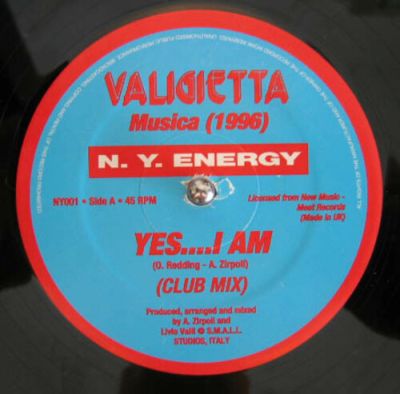 VALIGIETTA
Musica (1996)
N. Y. ENERGY
NY001 • Side A • 45 RPM
Licensed from New Music -
Meet Records
(Made in UK)
YES....I AM
(O. Redding - A. Zirpoli)
(CLUB MIX)
Produced, arranged and mixed
by A. Zirpoli and
Livio Valli @ S.M.A.L.L.
STUDIOS, ITALY